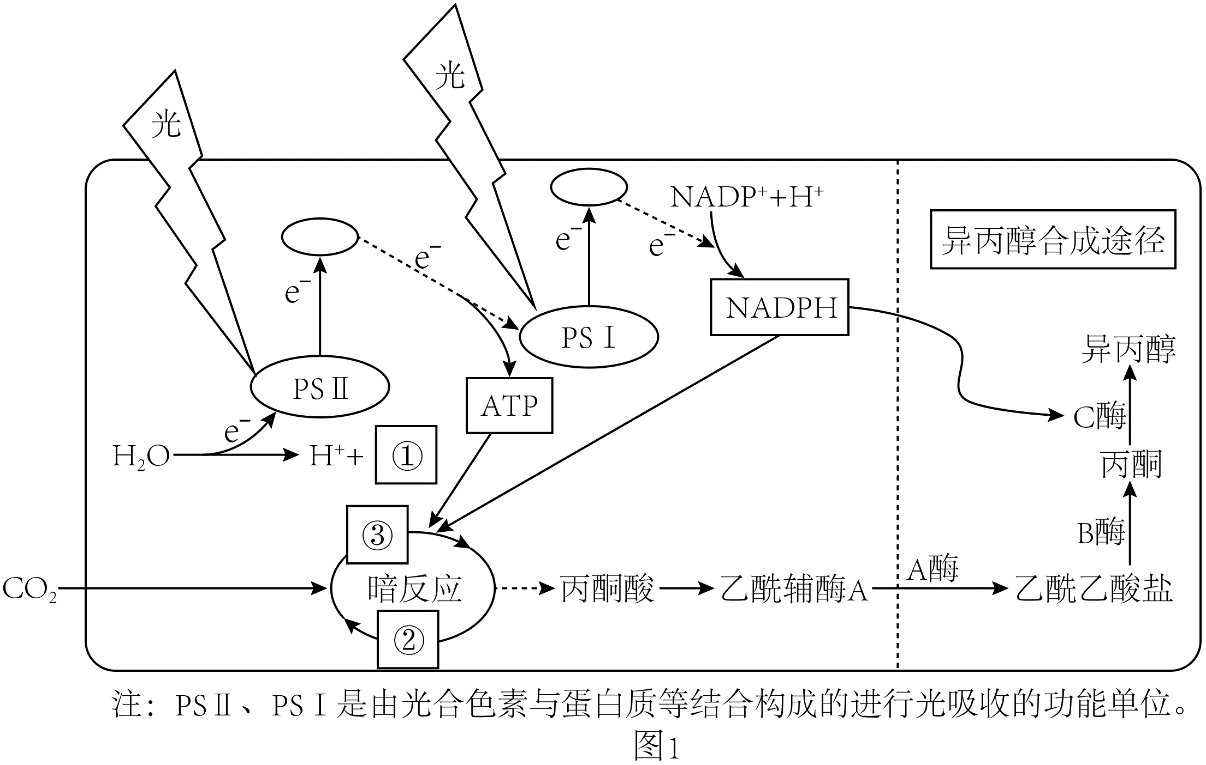 光
光
e⁻
e⁻
e⁻
e⁻
NADP⁺+H⁺
异丙醇合成途径
NADPH
PSⅠ
PSⅡ
ATP
e⁻
H₂O
H⁺+
①
异丙醇
C酶
丙酮
B酶
③
CO₂
暗反应
丙酮酸
乙酰辅酶A
A酶
乙酰乙酸盐
②
注：PSⅡ、PSⅠ是由光合色素与蛋白质等结合构成的进行光吸收的功能单位。
图1